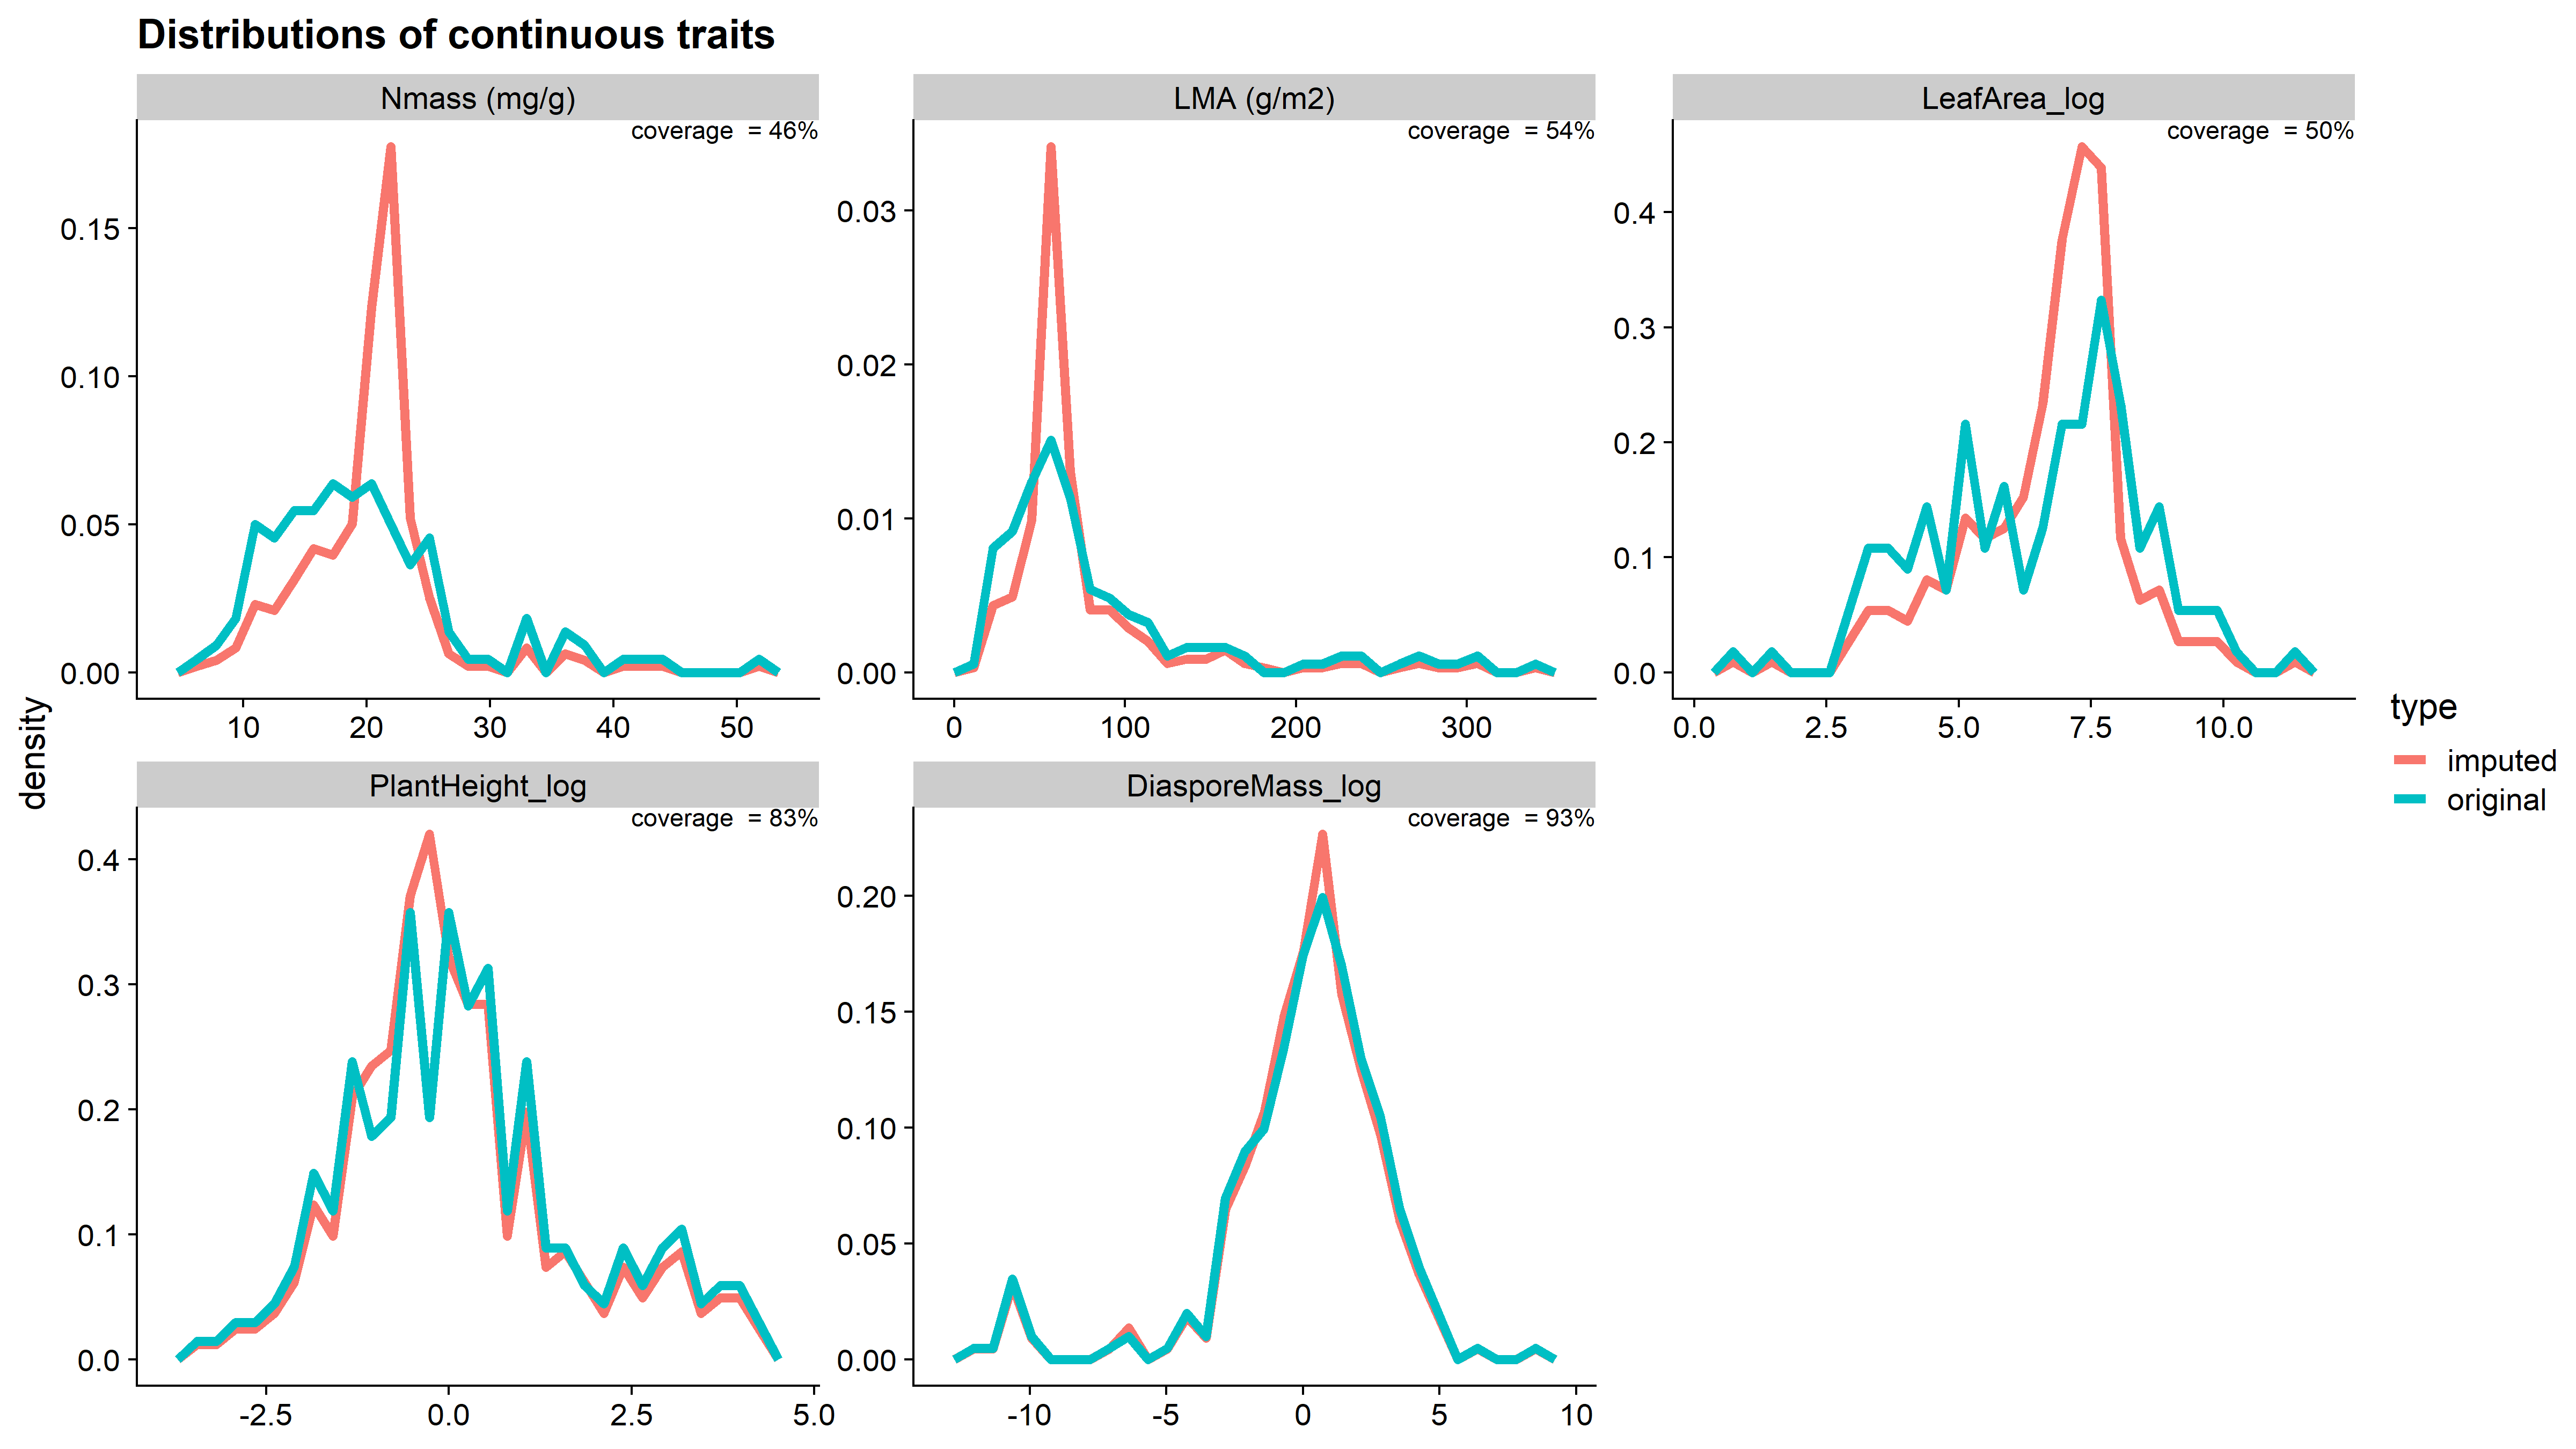 Distributions of continuous traits
Nmass (mg/g)
LMA (g/m2)
LeafArea_log
coverage  = 46%
coverage  = 54%
coverage  = 50%
0.15
0.10
0.05
0.00
0.03
0.02
0.01
0.00
0.4
0.3
0.2
0.1
0.0
10 20 30 40 50
0 100 200 300
0.0 2.5 5.0 7.5 10.0
density
PlantHeight_log
DiasporeMass_log
coverage  = 83%
coverage  = 93%
0.4
0.3
0.2
0.1
0.0
0.20
0.15
0.10
0.05
0.00
-2.5 0.0 2.5 5.0
-10 -5 0 5 10
type
imputed
original